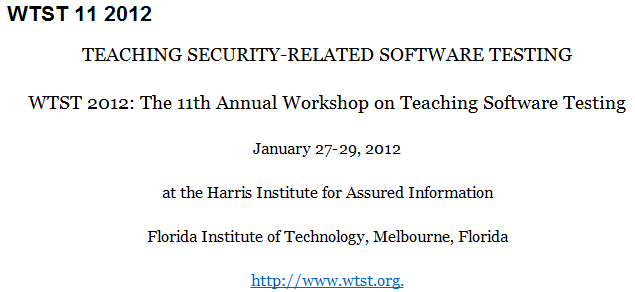 WTST 11 2012
TEACHING SECURITY-RELATED SOFTWARE TESTING
WTST 2012: The 11th Annual Workshop on Teaching Software Testing
January 27-29, 2012
at the Harris Institute for Assured Information
Florida Institute of Technology, Melbourne, Florida
http://www.wtst.org.